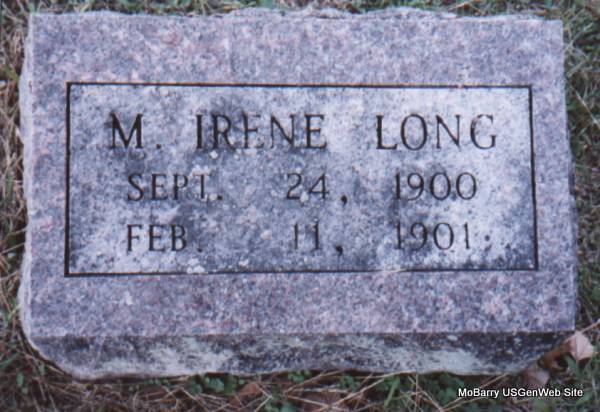 M. IRENE LONG
SEPT. 24, 1900
FEB. 11, 1901
MoBarry USGenWeb Site